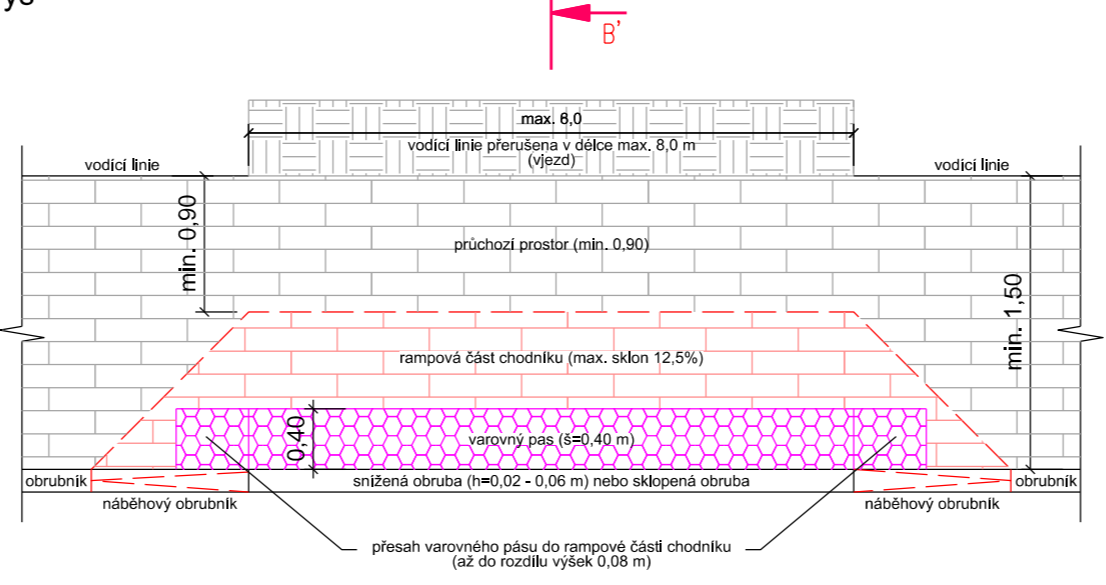 ys
B'
max. 6,0
vodící linie přerušena v délce max. 8,0 m
(vjezd)
vodící linie
vodící linie
min. 0,90
průchozí prostor (min. 0,90)
min. 1,50
rampová část chodníku (max. sklon 12,5%)
0,40
varovný pas (š=0,40 m)
obrubník
snížená obruba (h=0,02 - 0,06 m) nebo sklopená obruba
obrubník
náběhový obrubník
náběhový obrubník
přesah varovného pásu do rampové části chodníku
(až do rozdílu výšek 0,08 m)